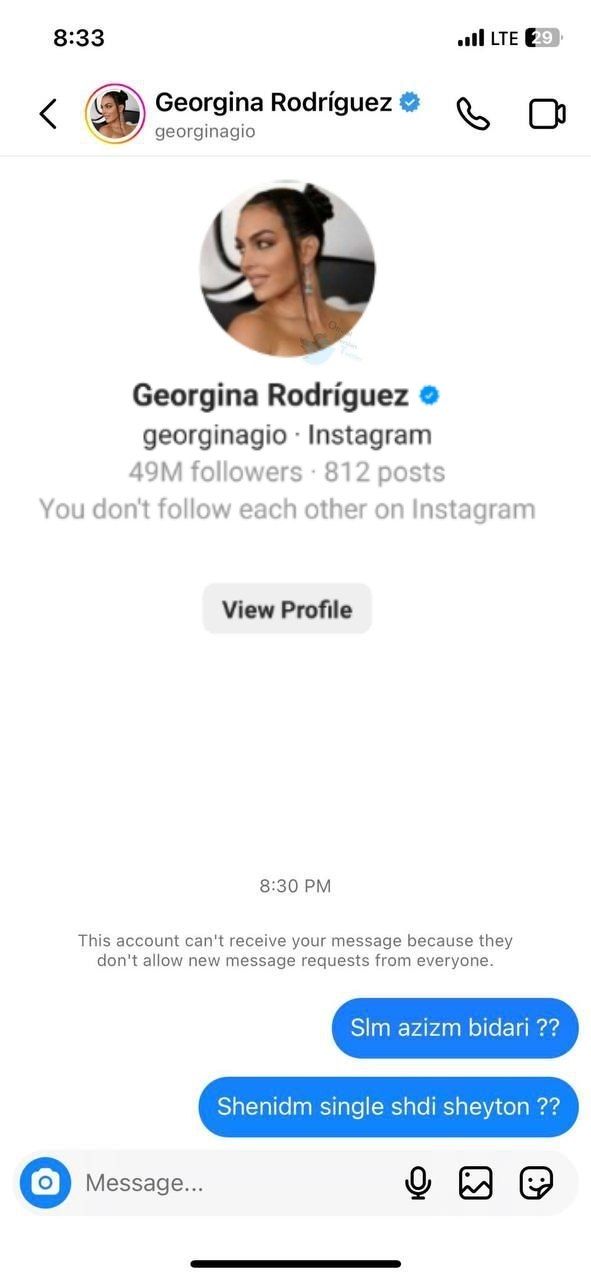 8:33
LTE 29
Georgina Rodríguez
georginagio
Georgina Rodríguez
georginagio · Instagram
49M followers · 812 posts
You don't follow each other on Instagram
View Profile
8:30 PM
This account can't receive your message because they
don't allow new message requests from everyone.
Slm azizm bidari ??
Shenidm single shdi sheyton ??
Message...